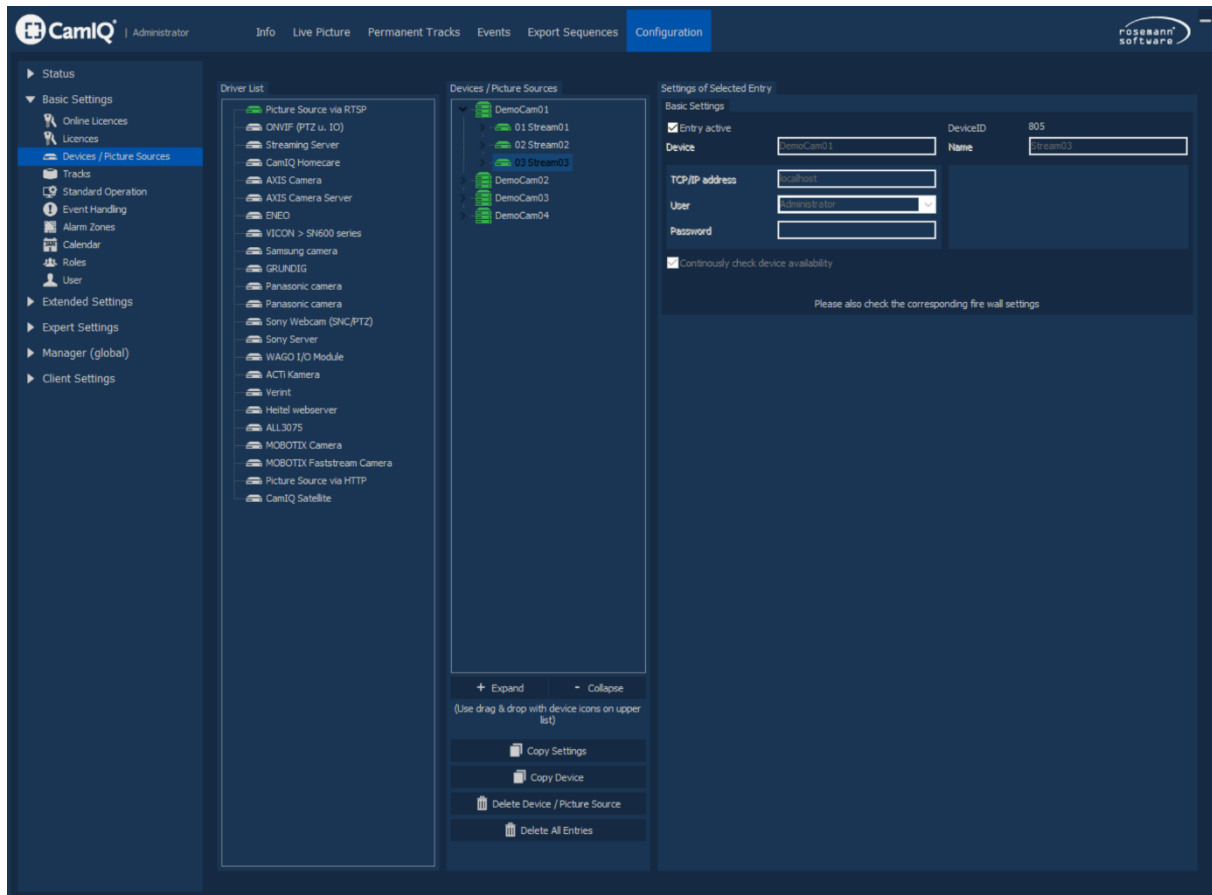 CamIQ | Administrator
Info Live Picture Permanent Tracks Events Export Sequences Configuration
rosemann software
Status
Basic Settings
Online Licences
Licences
Devices / Picture Sources
Tracks
Standard Operation
Event Handling
Alarm Zones
Calendar
Roles
User
Extended Settings
Expert Settings
Manager (global)
Client Settings
Driver List
Picture Source via RTSP
ONVIF (PTZ u. IO)
Streaming Server
CamIQ Homecare
AXIS Camera
AXIS Camera Server
ENEO
VICON > SN600 series
Samsung camera
GRUNDIG
Panasonic camera
Panasonic camera
Sony Webcam (SNC/PTZ)
Sony Server
WAGO I/O Module
ACTi Kamera
Verint
Heitel webserver
ALL3075
MOBOTIX Camera
MOBOTIX Faststream Camera
Picture Source via HTTP
CamIQ Satellite
Devices / Picture Sources
DemoCam01
01 Stream01
02 Stream02
03 Stream03
DemoCam02
DemoCam03
DemoCam04
+ Expand - Collapse
(Use drag & drop with device icons on upper
list)
Copy Settings
Copy Device
Delete Device / Picture Source
Delete All Entries
Settings of Selected Entry
Basic Settings
Entry active DeviceID 805
Device DemoCam01 Name Stream03
TCP/IP address localhost
User Administrator
Password
Continously check device availability
Please also check the corresponding fire wall settings